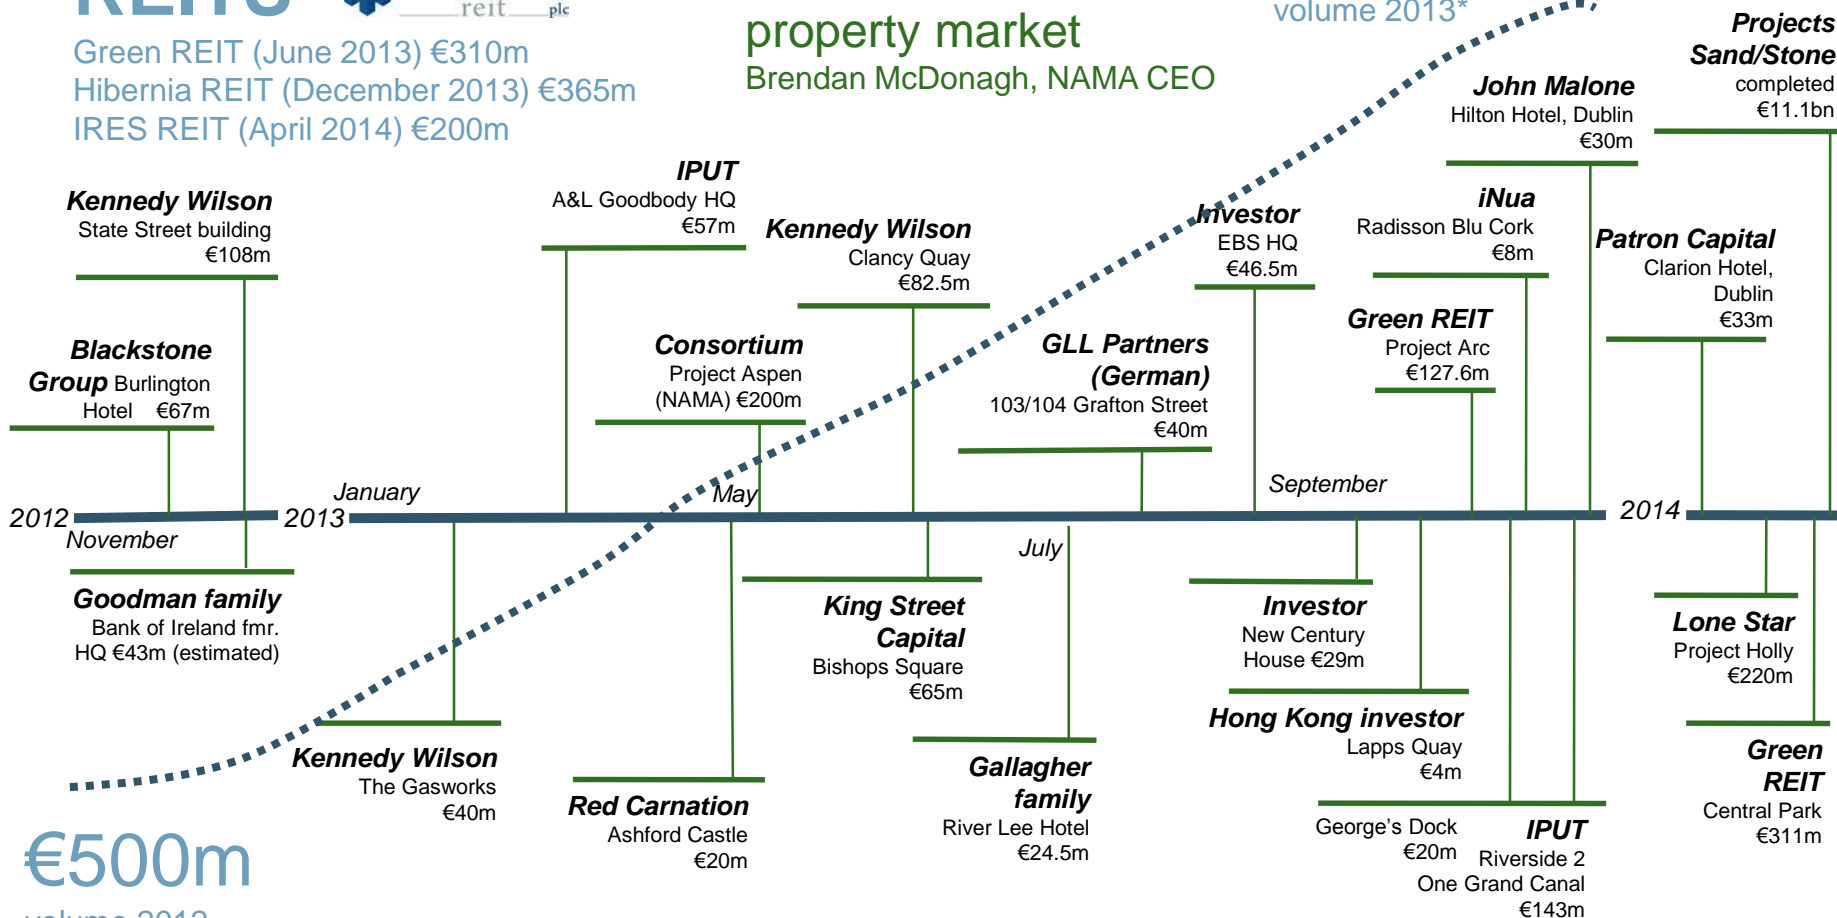 REITs
reit plc
Green REIT (June 2013) €310m
Hibernia REIT (December 2013) €365m
IRES REIT (April 2014) €200m
property market
Brendan McDonagh, NAMA CEO
volume 2013*
Projects
Sand/Stone
completed
€11.1bn
John Malone
Hilton Hotel, Dublin
€30m
IPUT
A&L Goodbody HQ
€57m
Kennedy Wilson
State Street building
€108m
Kennedy Wilson
Clancy Quay
€82.5m
Investor
EBS HQ
€46.5m
iNua
Radisson Blu Cork
€8m
Patron Capital
Clarion Hotel,
Dublin
€33m
Blackstone
Group Burlington
Hotel €67m
Consortium
Project Aspen
(NAMA) €200m
GLL Partners
(German)
103/104 Grafton Street
€40m
Green REIT
Project Arc
€127.6m
January
May
September
2012
2013
2014
November
July
Goodman family
Bank of Ireland fmr.
HQ €43m (estimated)
King Street
Capital
Bishops Square
€65m
Investor
New Century
House €29m
Lone Star
Project Holly
€220m
Kennedy Wilson
The Gasworks
€40m
Red Carnation
Ashford Castle
€20m
Gallagher
family
River Lee Hotel
€24.5m
Hong Kong investor
Lapps Quay
€4m
George's Dock
€20m
IPUT
Riverside 2
One Grand Canal
€143m
Green
REIT
Central Park
€311m
€500m
volume 2012